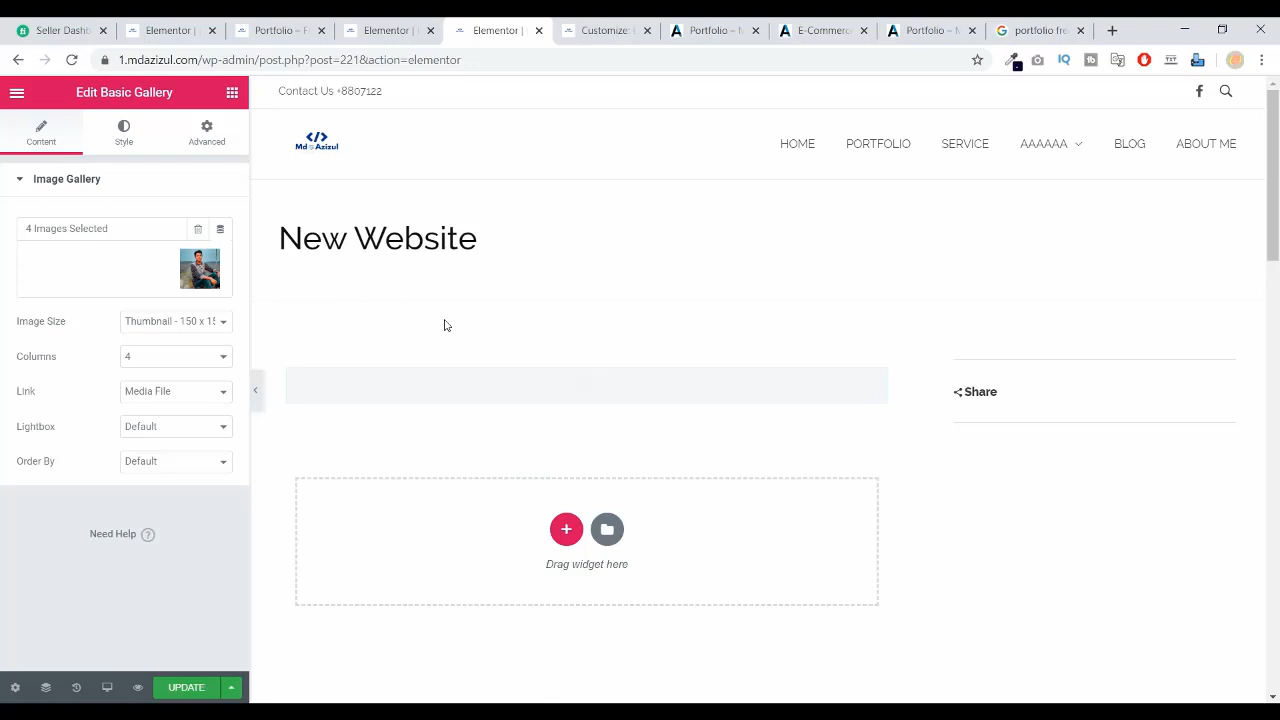 Seller Dash
Elementor |
Portfolio
Elementor |
Elementor |
Customize:
Portfolio – N
E-Commerc
Portfolio – N
portfolio fre
1.mdazizul.com/wp-admin/post.php?post=221&action=elementor
Edit Basic Gallery
Content
Style
Advanced
Image Gallery
4 Images Selected
Image Size
Thumbnail - 150 x 15
Columns
4
Link
Media File
Lightbox
Default
Order By
Default
Need Help
UPDATE
Contact Us +8807122
Md Azizul
HOME
PORTFOLIO
SERVICE
AAAAAA
BLOG
ABOUT ME
New Website
Share
Drag widget here